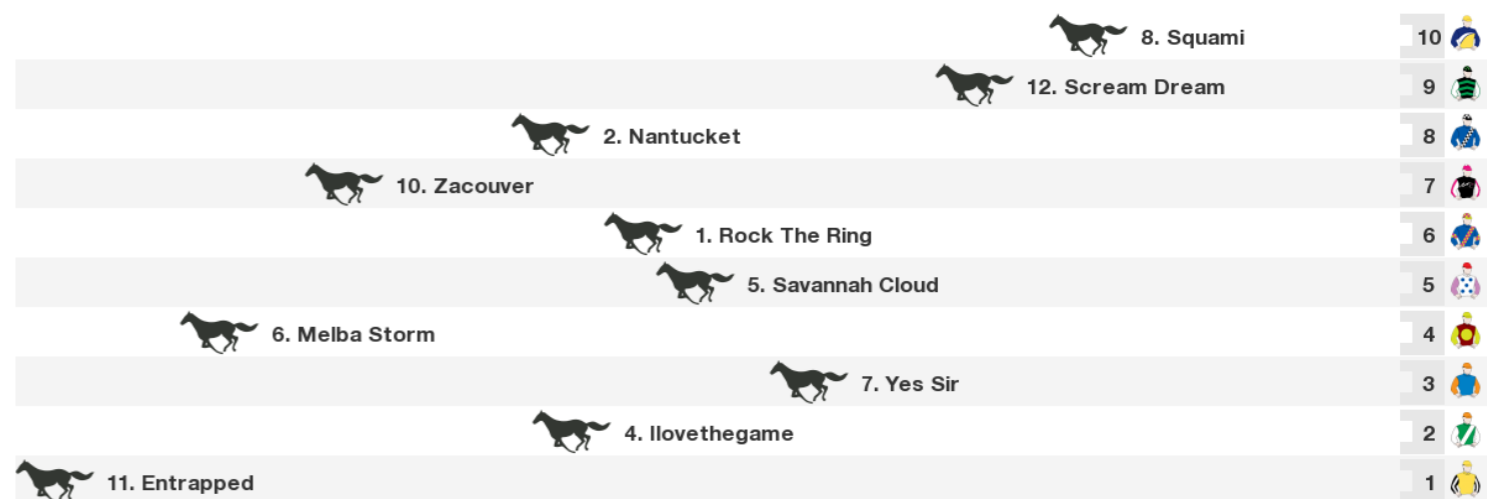 8. Squami 10
12. Scream Dream 9
2. Nantucket 8
10. Zacouver 7
1. Rock The Ring 6
5. Savannah Cloud 5
6. Melba Storm 4
7. Yes Sir 3
4. Ilovethegame 2
11. Entrapped 1